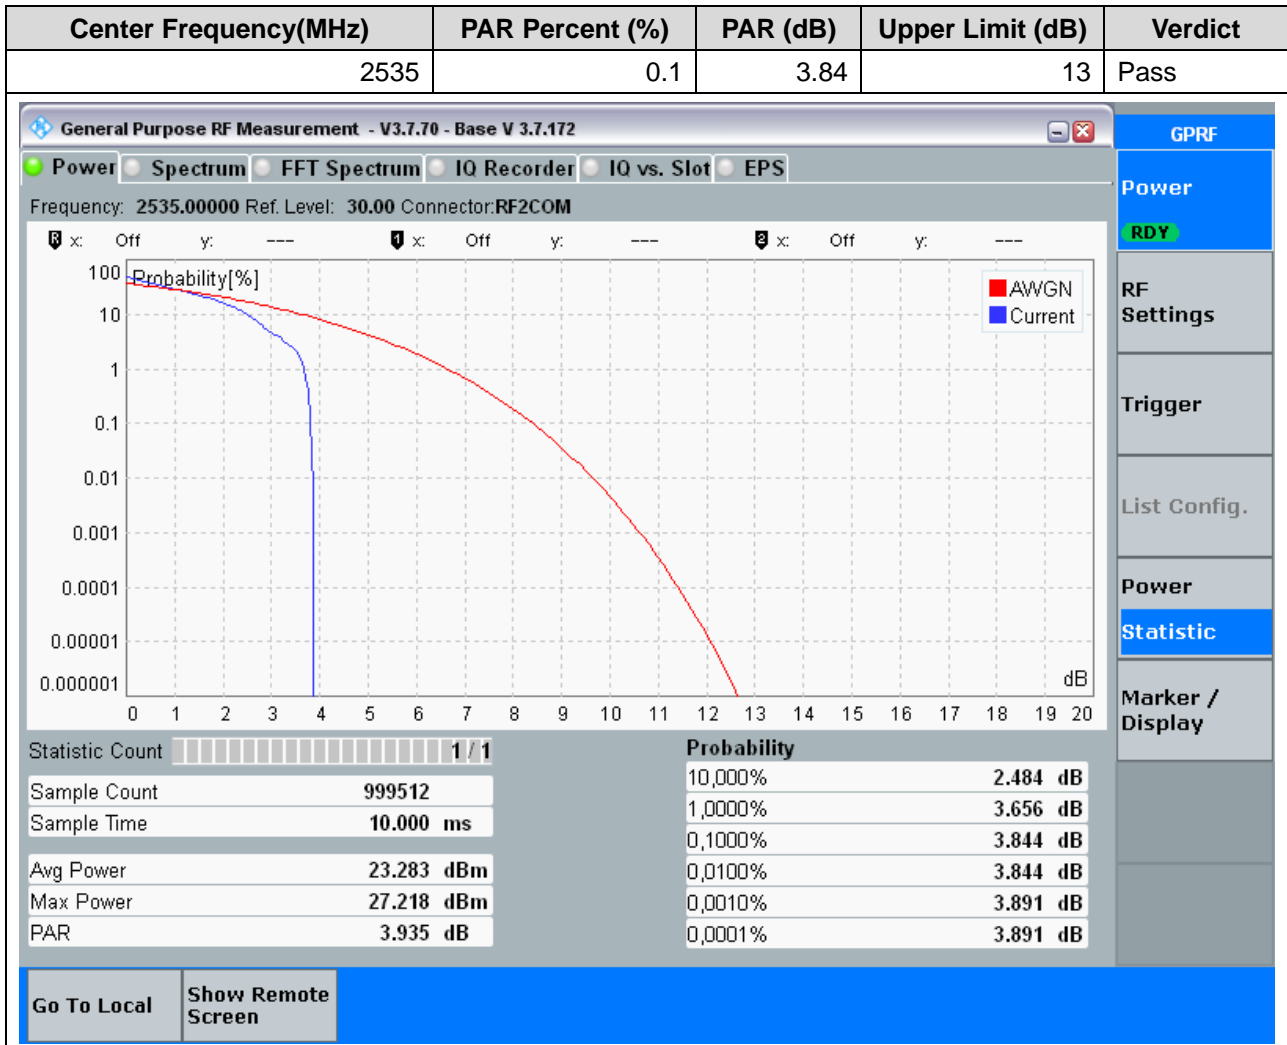 Center Frequency(MHz) PAR Percent (%) PAR (dB) Upper Limit (dB) Verdict
2535 0.1 3.84 13 Pass
General Purpose RF Measurement - V3.7.70 - Base V 3.7.172
GPRF
Power Spectrum FFT Spectrum IQ Recorder IQ vs. Slot EPS
Power
RDY
Frequency: 2535.00000 Ref. Level: 30.00 Connector:RF2COM
R x: Off y: --- 1 x: Off y: --- 2 x: Off y: ---
Probability[%]
AWGN
Current
100
10
1
0.1
0.01
0.001
0.0001
0.00001
0.000001
dB
0 1 2 3 4 5 6 7 8 9 10 11 12 13 14 15 16 17 18 19 20
RF
Settings
Trigger
List Config.
Power
Statistic
Marker /
Display
Statistic Count 1 / 1
Sample Count 999512
Sample Time 10.000 ms
Avg Power 23.283 dBm
Max Power 27.218 dBm
PAR 3.935 dB
Probability
10,000% 2.484 dB
1,0000% 3.656 dB
0,1000% 3.844 dB
0,0100% 3.844 dB
0,0010% 3.891 dB
0,0001% 3.891 dB
Go To Local
Show Remote
Screen